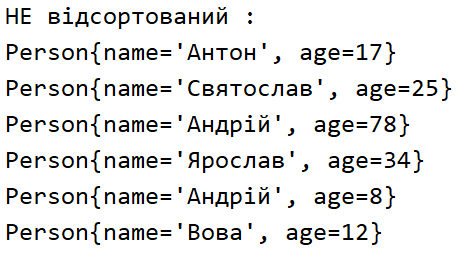 НЕ відсортований :
Person{name='Антон', age=17}
Person{name='Святослав', age=25}
Person{name='Андрій', age=78}
Person{name='Ярослав', age=34}
Person{name='Андрій', age=8}
Person{name='Вова', age=12}